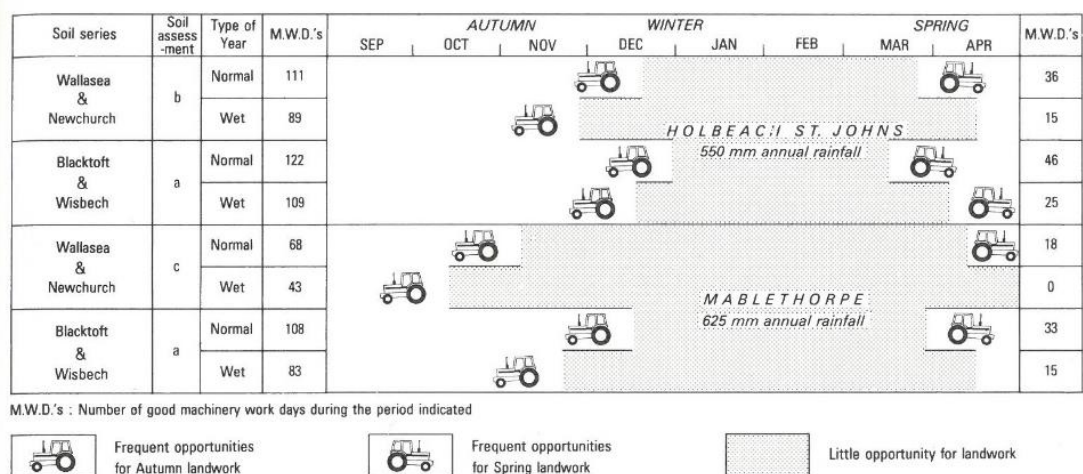 Soil series Soil assess -ment Type of Year M.W.D.'s AUTUMN WINTER SPRING M.W.D.'s
SEP OCT NOV DEC JAN FEB MAR APR
Wallasea & Newchurch b Normal 111 36
Wet 89 15
HOLBEACH ST. JOHNS
550 mm annual rainfall
Blacktoft & Wisbech a Normal 122 46
Wet 109 25
Wallasea & Newchurch c Normal 68 18
Wet 43 0
MABLETHORPE
625 mm annual rainfall
Blacktoft & Wisbech a Normal 108 33
Wet 83 15
M.W.D.'s : Number of good machinery work days during the period indicated
Frequent opportunities
for Autumn landwork
Frequent opportunities
for Spring landwork
Little opportunity for landwork